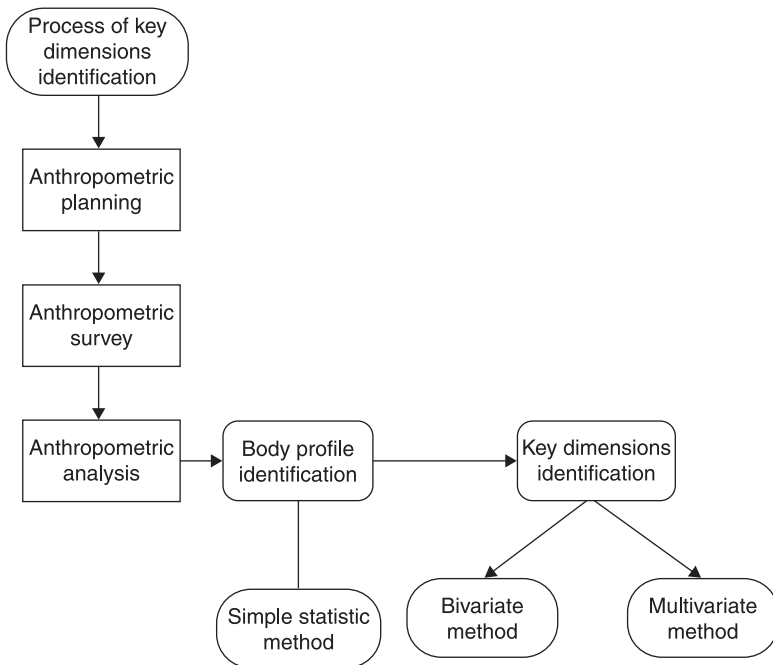 Process of key
dimensions
identification
Anthropometric
planning
Anthropometric
survey
Anthropometric
analysis
Body profile
identification
Key dimensions
identification
Simple statistic
method
Bivariate
method
Multivariate
method